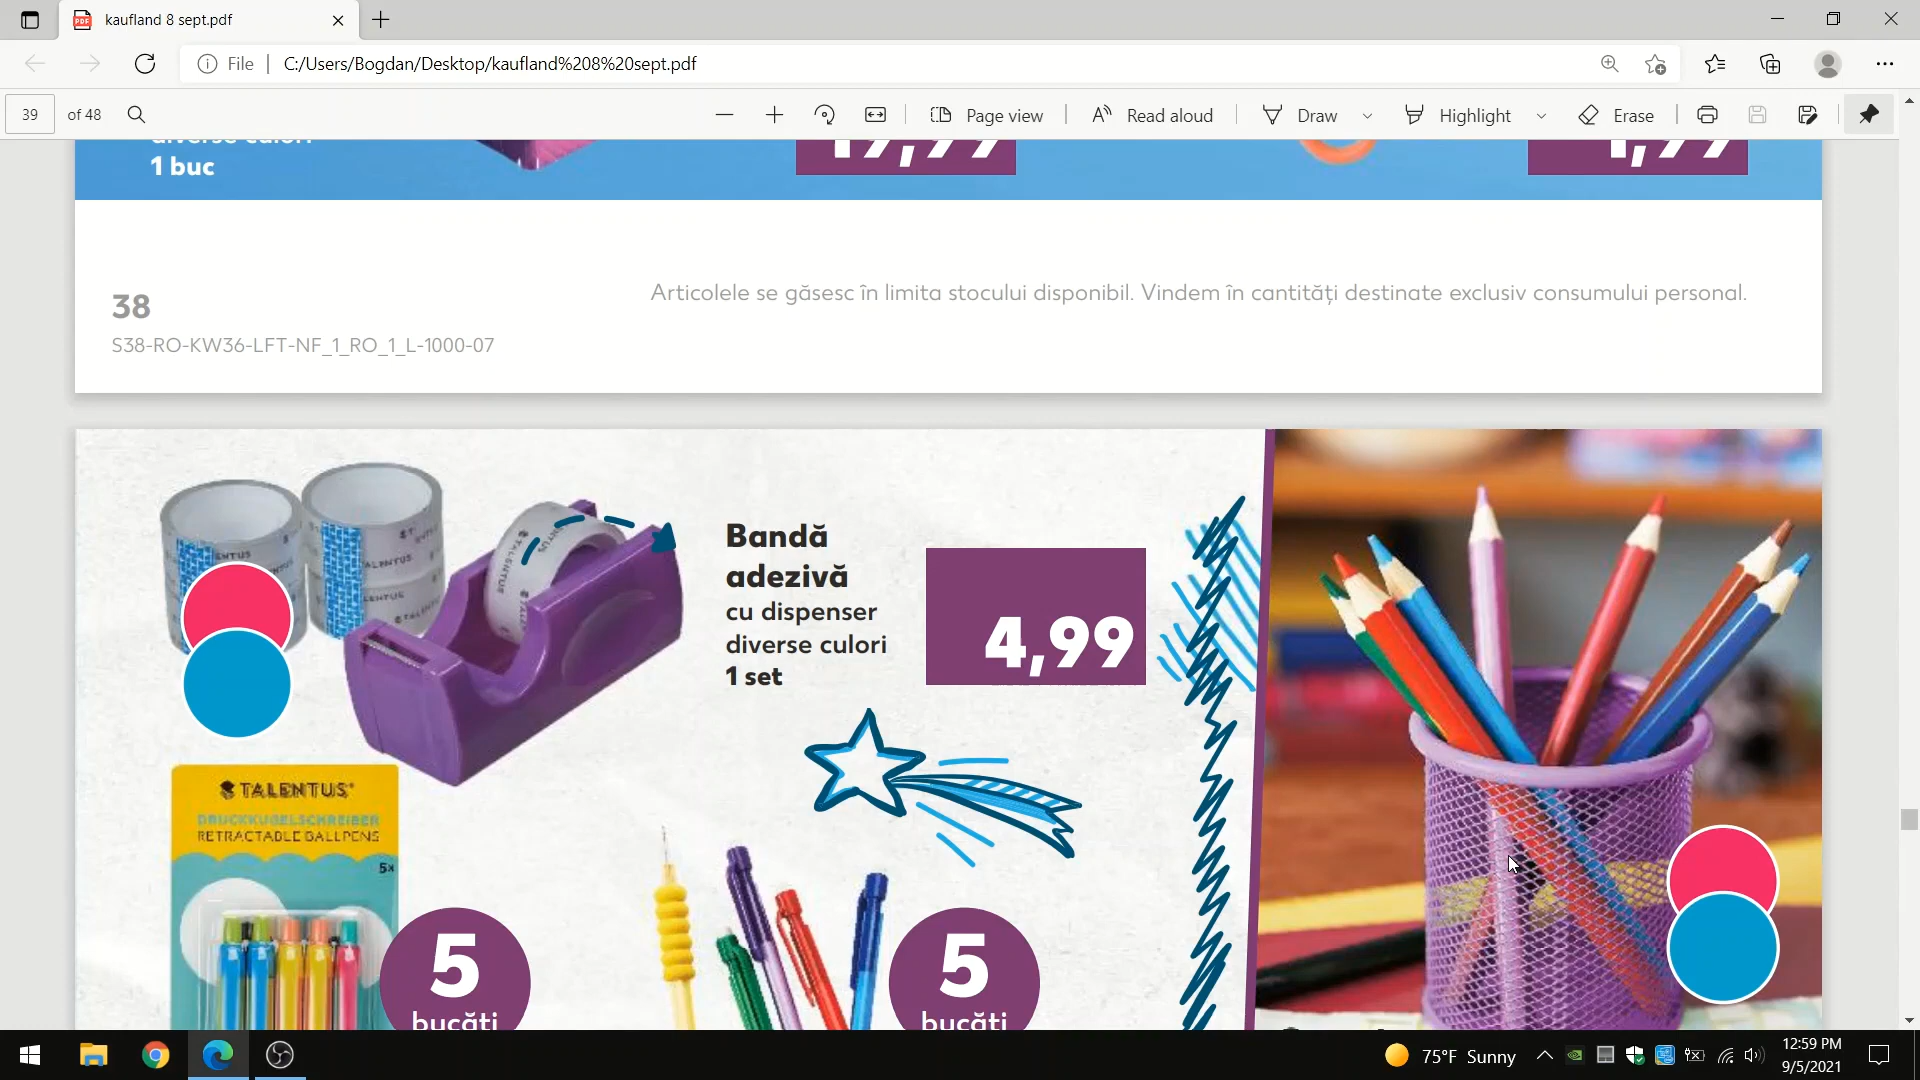 kaufland 8 sept.pdf
File
C:/Users/Bogdan/Desktop/kaufland%208%20sept.pdf
39 of 48
Page view
Read aloud
Draw
Highlight
Erase
1 buc
38
S38-RO-KW36-LFT-NF_1_RO_1_L-1000-07
Articolele se găsesc în limita stocului disponibil. Vindem în cantități destinate exclusiv consumului personal.
Bandă
adezivă
cu dispenser
diverse culori
1 set
4,99
TALENTUS
TALENTUS®
DRUCKKUGELSCHREIBER
RETRACTABLE BALLPENS
5x
5
bucăți
5
bucăți
75°F Sunny
12:59 PM
9/5/2021